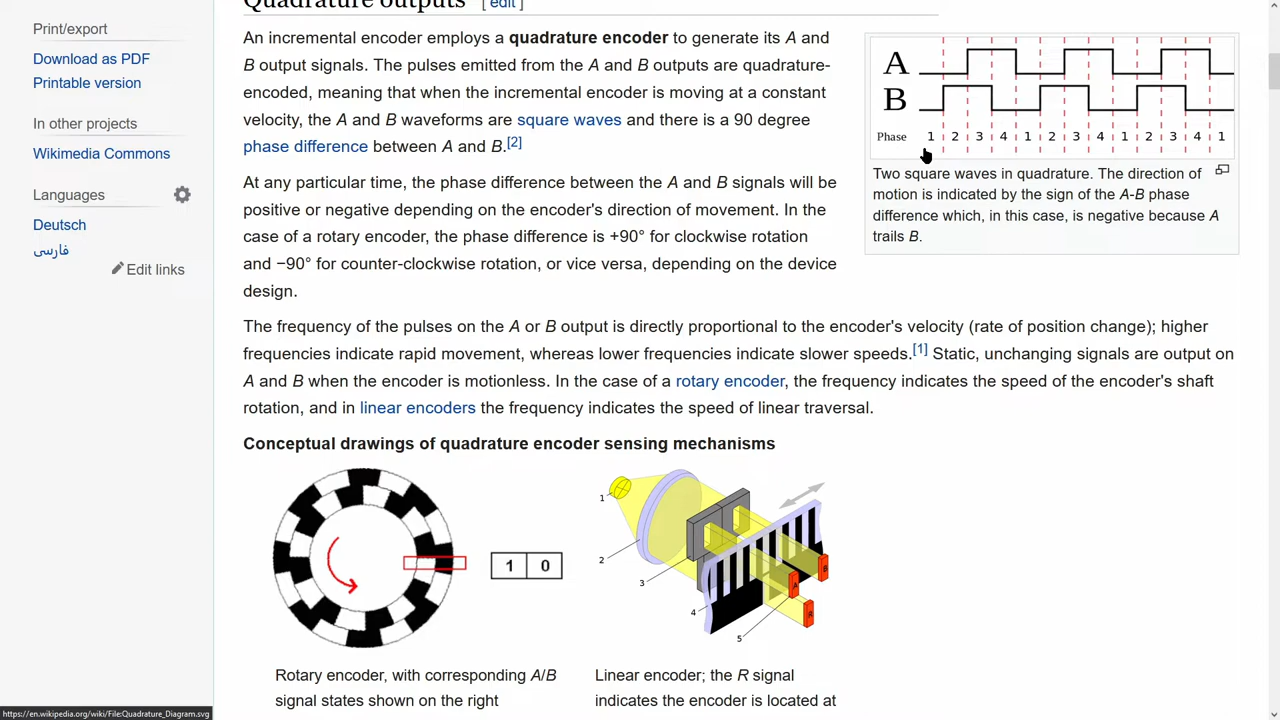 Print/export
Download as PDF
Printable version
In other projects
Wikimedia Commons
Languages
Deutsch
فارسی
Edit links
Quadrature outputs [ edit ]
An incremental encoder employs a quadrature encoder to generate its A and
B output signals. The pulses emitted from the A and B outputs are quadrature-
encoded, meaning that when the incremental encoder is moving at a constant
velocity, the A and B waveforms are square waves and there is a 90 degree
phase difference between A and B.[2]
At any particular time, the phase difference between the A and B signals will be
positive or negative depending on the encoder's direction of movement. In the
case of a rotary encoder, the phase difference is +90° for clockwise rotation
and −90° for counter-clockwise rotation, or vice versa, depending on the device
design.
A
B
Phase 1 2 3 4 1 2 3 4 1 2 3 4 1
Two square waves in quadrature. The direction of
motion is indicated by the sign of the A-B phase
difference which, in this case, is negative because A
trails B.
The frequency of the pulses on the A or B output is directly proportional to the encoder's velocity (rate of position change); higher
frequencies indicate rapid movement, whereas lower frequencies indicate slower speeds.[1] Static, unchanging signals are output on
A and B when the encoder is motionless. In the case of a rotary encoder, the frequency indicates the speed of the encoder's shaft
rotation, and in linear encoders the frequency indicates the speed of linear traversal.
Conceptual drawings of quadrature encoder sensing mechanisms
1 0
1
2
3
4
5
A
B
R
Rotary encoder, with corresponding A/B
signal states shown on the right
Linear encoder; the R signal
indicates the encoder is located at
https://en.wikipedia.org/wiki/File:Quadrature_Diagram.svg